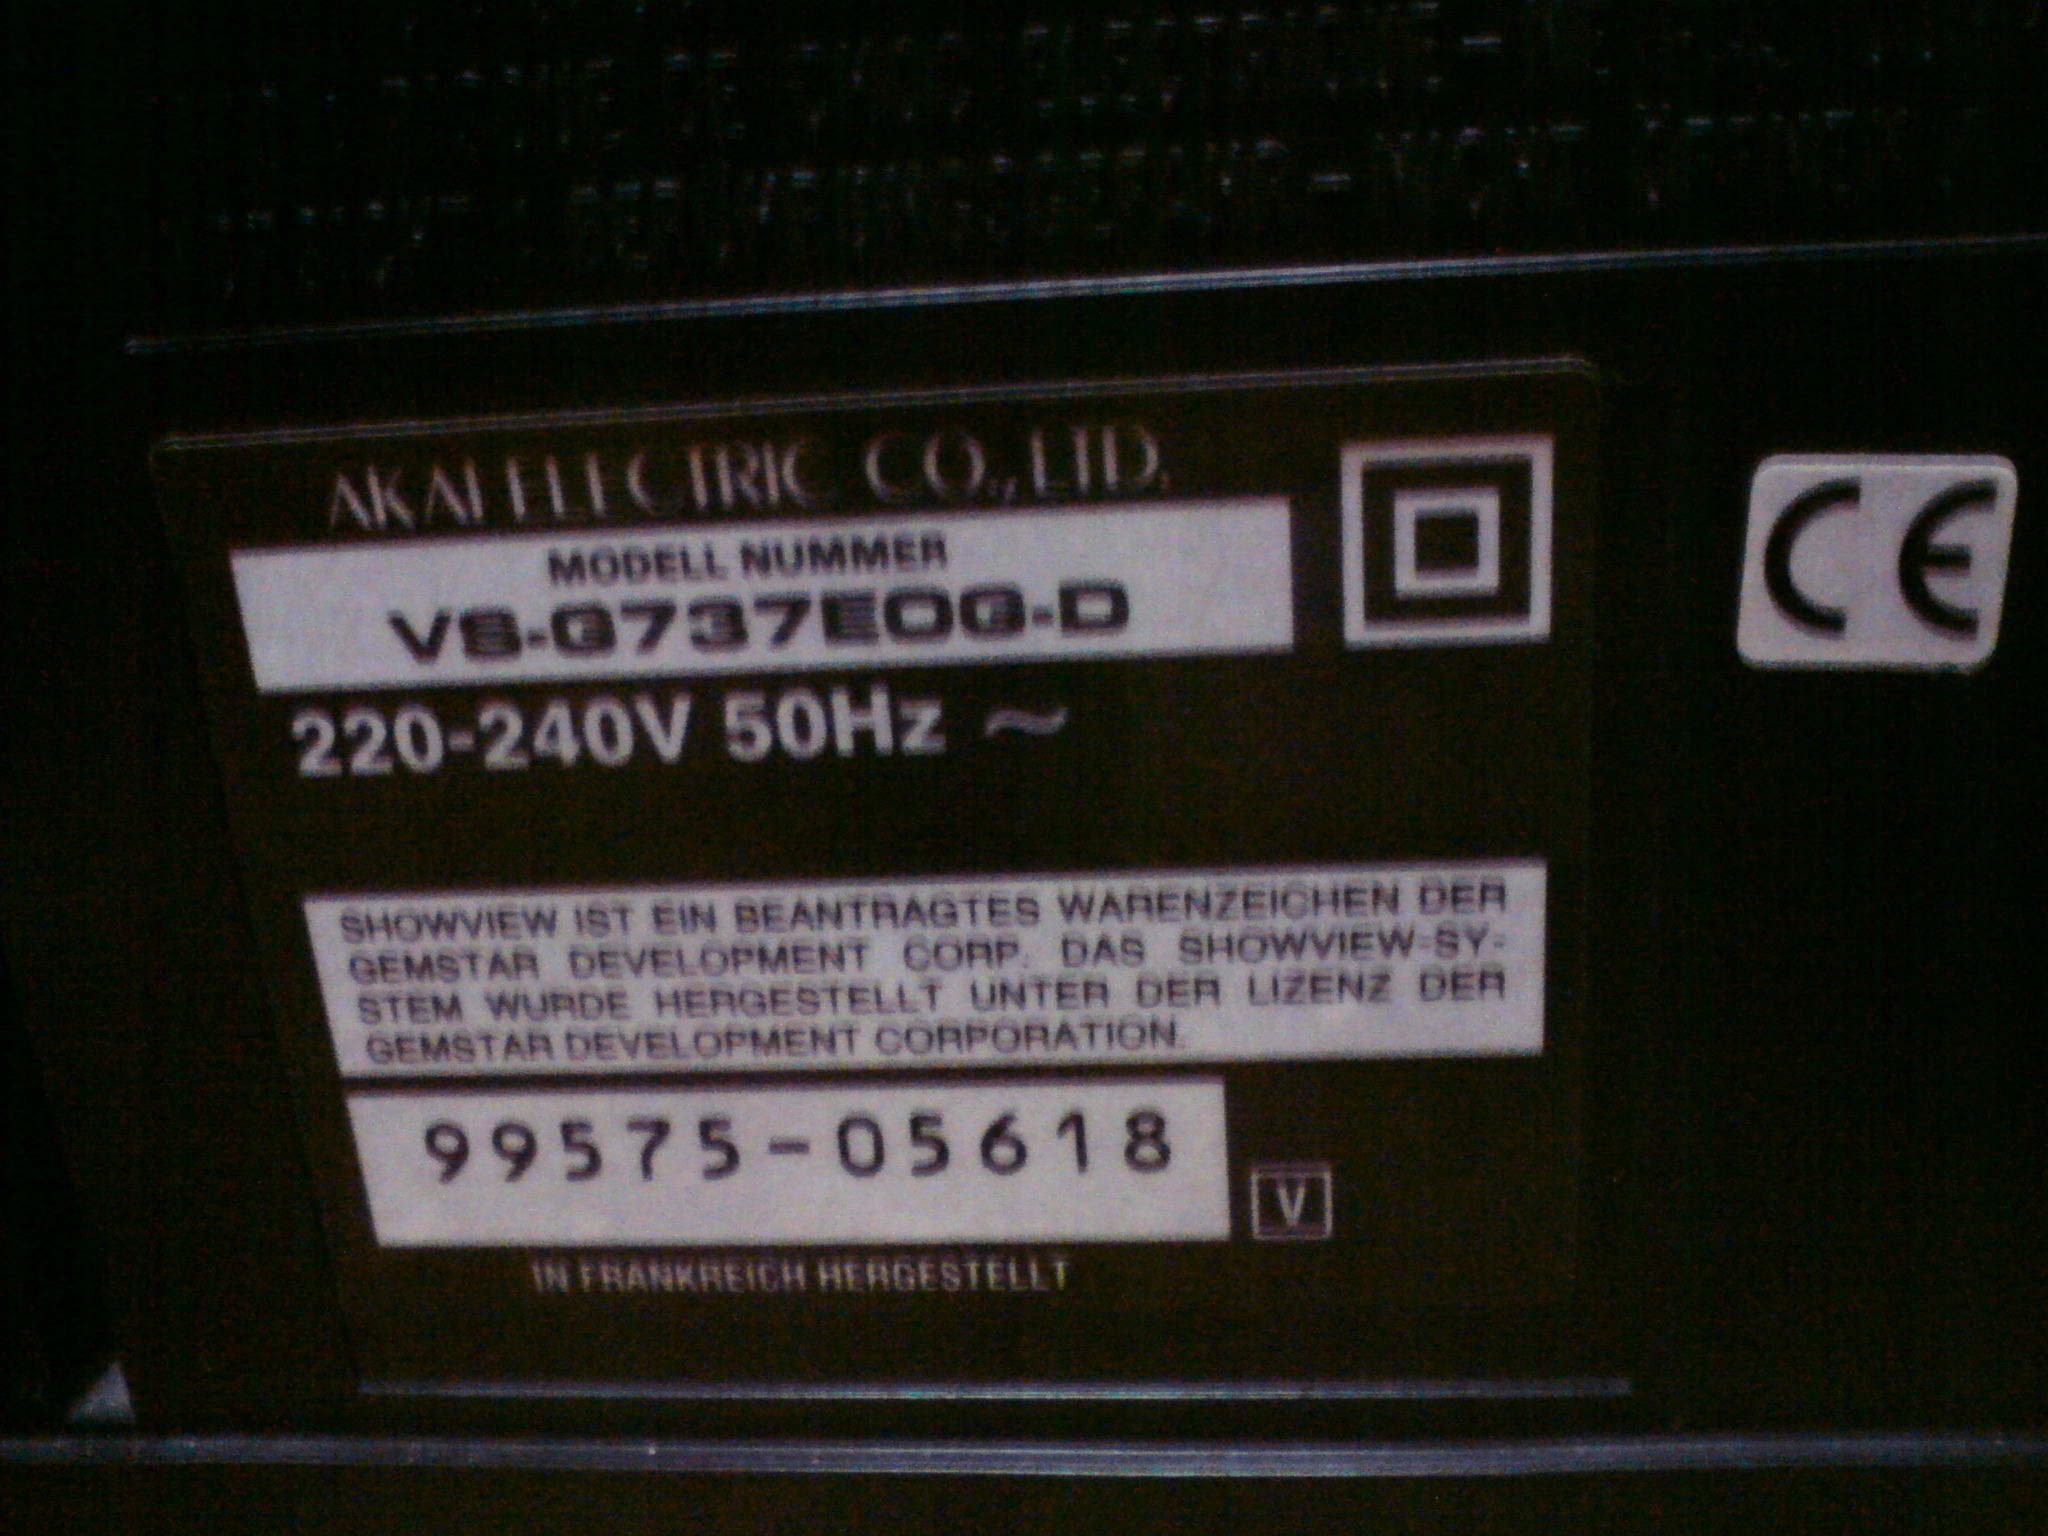 AKAI ELECTRIC CO., LTD.
MODELL NUMMER
VS-G737EOG-D
220-240V 50Hz ~
SHOWVIEW IST EIN BEANTRAGTES WARENZEICHEN DER
GEMSTAR DEVELOPMENT CORP. DAS SHOWVIEW-SY-
STEM WURDE HERGESTELLT UNTER DER LIZENZ DER
GEMSTAR DEVELOPMENT CORPORATION.
99575-05618
V
IN FRANKREICH HERGESTELLT
CE